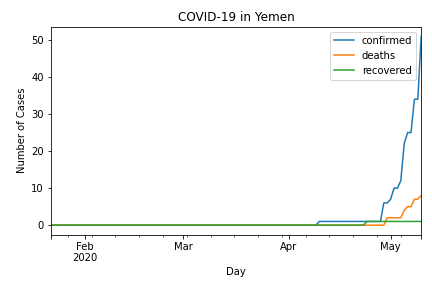 COVID-19 in Yemen
confirmed
deaths
recovered
Number of Cases
50
40
30
20
10
0
Feb
2020
Mar
Apr
May
Day